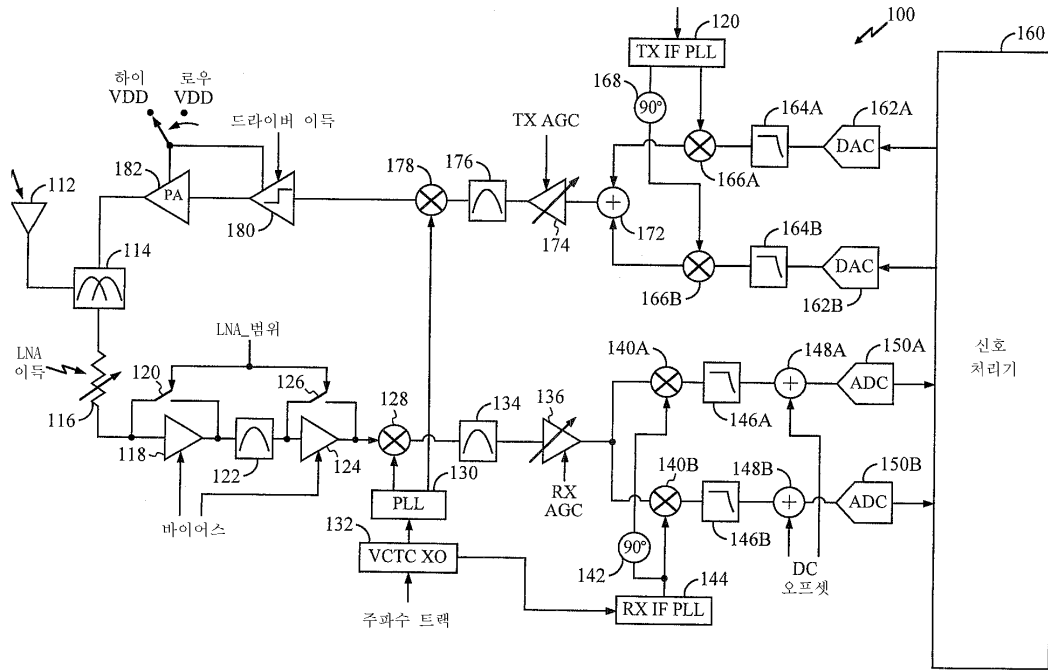 120
100
160
TX IF PLL
하이
VDD
로우
VDD
168
90°
164A
162A
드라이버 이득
TX AGC
DAC
182
178
176
166A
112
PA
180
174
172
164B
114
DAC
166B
162B
LNA_범위
140A
148A
150A
신호
처리기
LNA
이득
120
126
128
134
136
ADC
116
146A
118
122
124
140B
148B
150B
130
RX
AGC
ADC
PLL
바이어스
132
90°
146B
VCTC XO
142
144
DC
오프셋
RX IF PLL
주파수 트랙